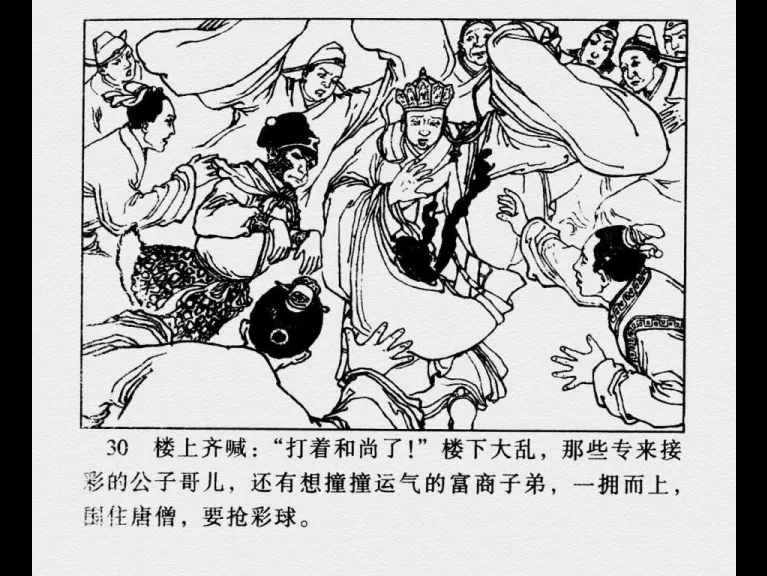 30 楼上齐喊：“打着和尚了！”楼下大乱，那些专来接
彩的公子哥儿，还有想撞撞运气的富商子弟，一拥而上，
围住唐僧，要抢彩球。